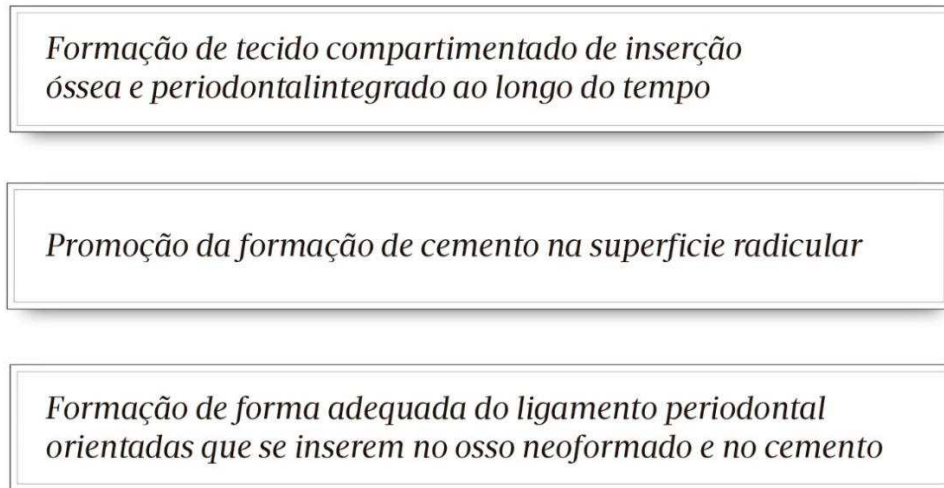 Formação de tecido compartimentado de inserção
óssea e periodontalintegrado ao longo do tempo
Promoção da formação de cemento na superficie radicular
Formação de forma adequada do ligamento periodontal
orientadas que se inserem no osso neoformado e no cemento